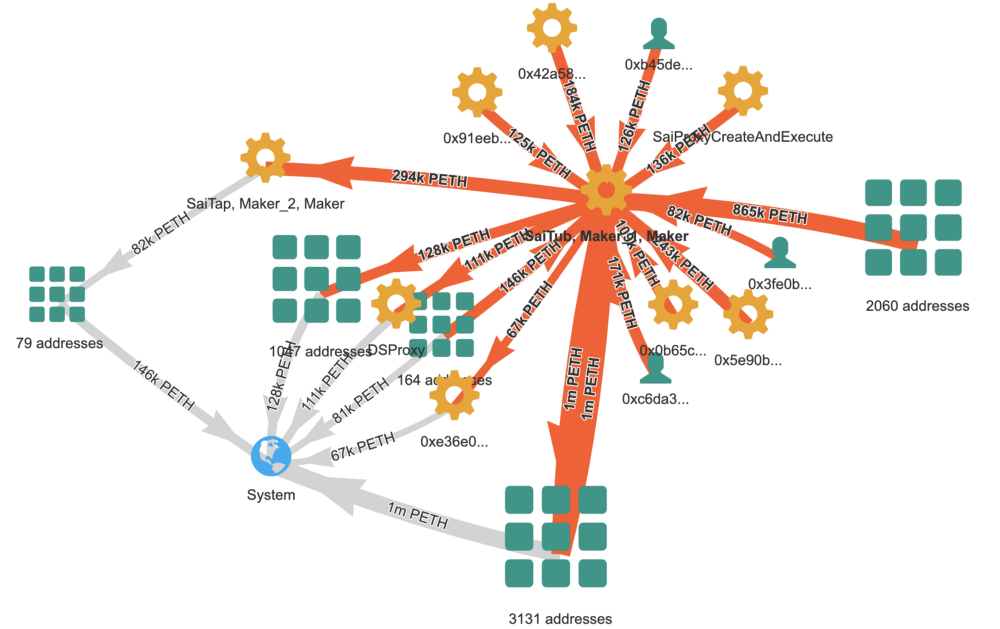 0x42a58...
0xb45de...
184k PETH
126k PETH
0x91eeb...
125k PETH
SaiProxyCreateAndExecute
136k PETH
294k PETH
SaiTap, Maker_2, Maker
82k PETH
865k PETH
82k PETH
SaiTub, Maker_1, Maker
128k PETH
111k PETH
146k PETH
67k PETH
171k PETH
PETH
243k PETH
0x3fe0b...
2060 addresses
79 addresses
1047 addresses
DSProxy
0x0b65c...
0x5e90b...
164 addresses
0xc6da3...
1m PETH
1m PETH
146k PETH
128k PETH
111k PETH
81k PETH
67k PETH
0xe36e0...
System
1m PETH
3131 addresses